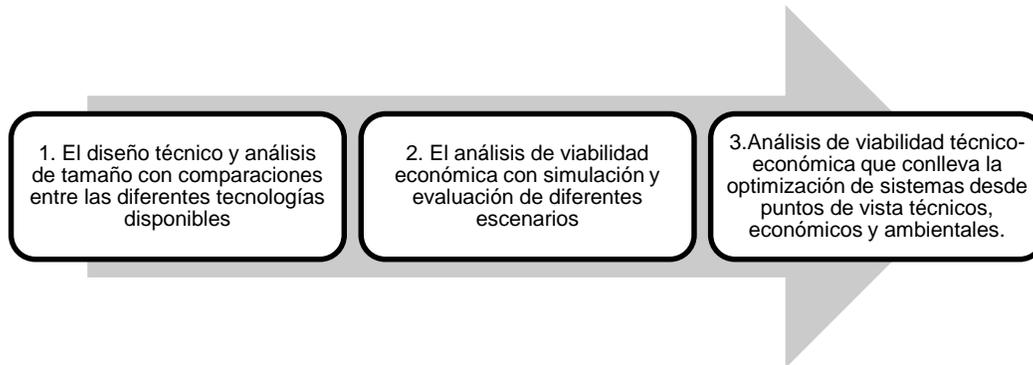 1. El diseño técnico y análisis
de tamaño con comparaciones
entre las diferentes tecnologías
disponibles
2. El análisis de viabilidad
económica con simulación y
evaluación de diferentes
escenarios
3.Análisis de viabilidad técnico-
económica que conlleva la
optimización de sistemas desde
puntos de vista técnicos,
económicos y ambientales.